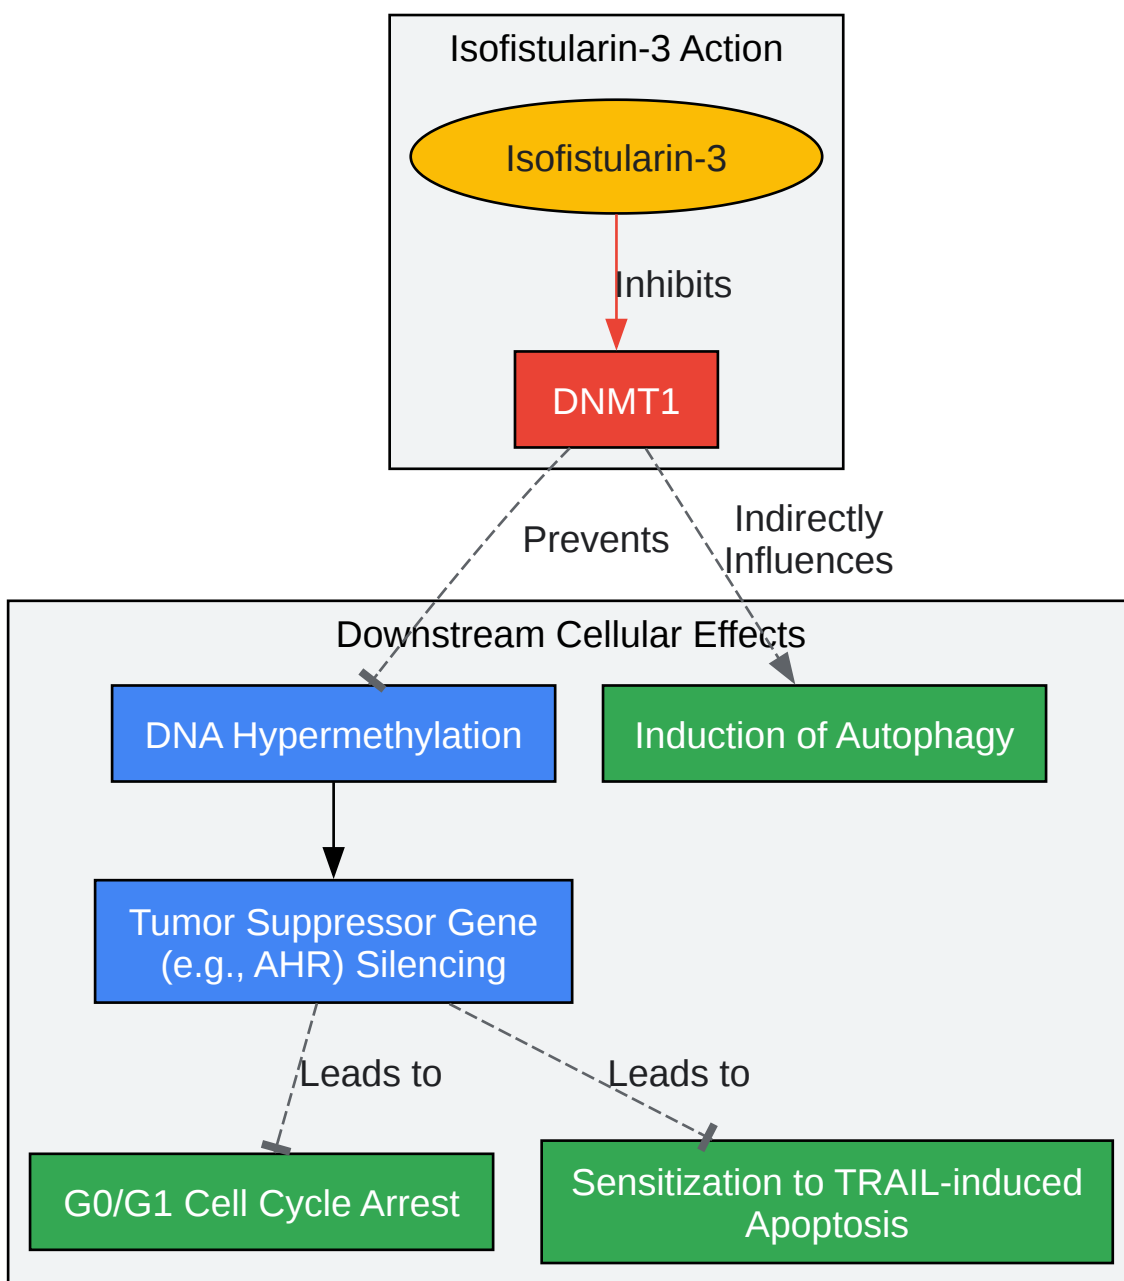 Isofistularin-3 Action
Isofistularin-3
Inhibits
DNMT1
Prevents
Indirectly
Influences
Downstream Cellular Effects
DNA Hypermethylation
Induction of Autophagy
Tumor Suppressor Gene
(e.g., AHR) Silencing
Leads to
Leads to
G0/G1 Cell Cycle Arrest
Sensitization to TRAIL-induced
Apoptosis